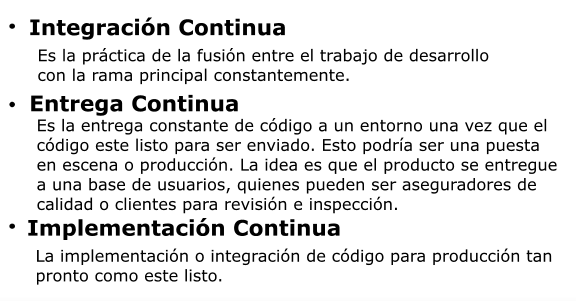 • Integración Continua
Es la práctica de la fusión entre el trabajo de desarrollo
con la rama principal constantemente.
• Entrega Continua
Es la entrega constante de código a un entorno una vez que el
código este listo para ser enviado. Esto podría ser una puesta
en escena o producción. La idea es que el producto se entregue
a una base de usuarios, quienes pueden ser aseguradores de
calidad o clientes para revisión e inspección.
• Implementación Continua
La implementación o integración de código para producción tan
pronto como este listo.